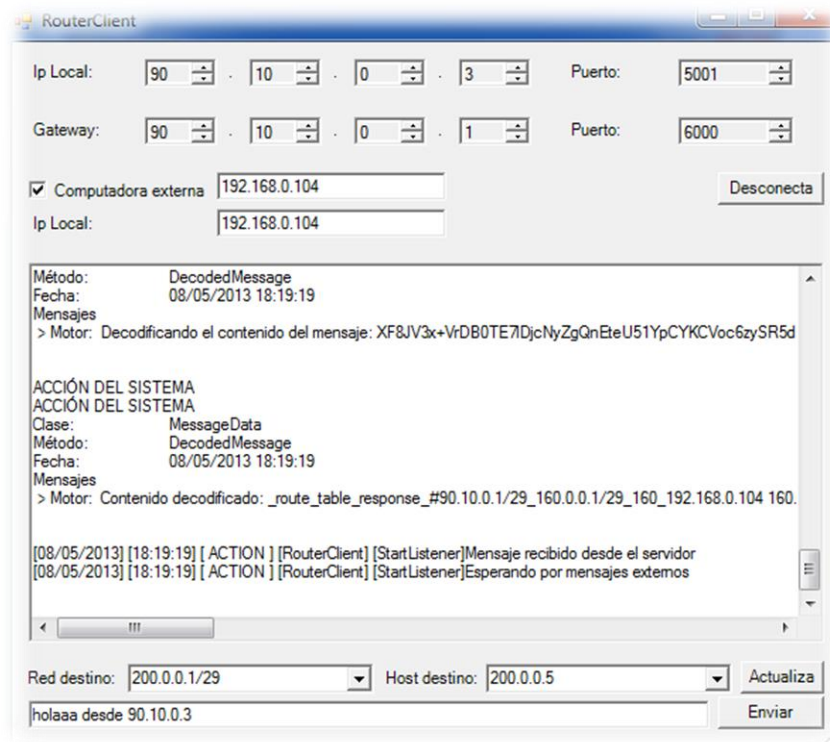 RouterClient
Ip Local: 90 . 10 . 0 . 3 Puerto: 5001
Gateway: 90 . 10 . 0 . 1 Puerto: 6000
Computadora externa 192.168.0.104 Desconecta
Ip Local: 192.168.0.104
Método: DecodedMessage
Fecha: 08/05/2013 18:19:19
Mensajes
> Motor: Decodificando el contenido del mensaje:
ACCIÓN DEL SISTEMA
ACCIÓN DEL SISTEMA
Clase: MessageData
Método: DecodedMessage
Fecha: 08/05/2013 18:19:19
Mensajes
> Motor: Contenido decodificado: _route_table_response_#90.10.0.1/29_160.0.0.1/29_160_192.168.0.104 160.
[08/05/2013] [18:19:19] [ ACTION ] [RouterClient] [StartListener]Mensaje recibido desde el servidor
[08/05/2013] [18:19:19] [ ACTION ] [RouterClient] [StartListener]Esperando por mensajes externos
Red destino: 200.0.0.1/29 Host destino: 200.0.0.5 Actualiza
holaaa desde 90.10.0.3 Enviar